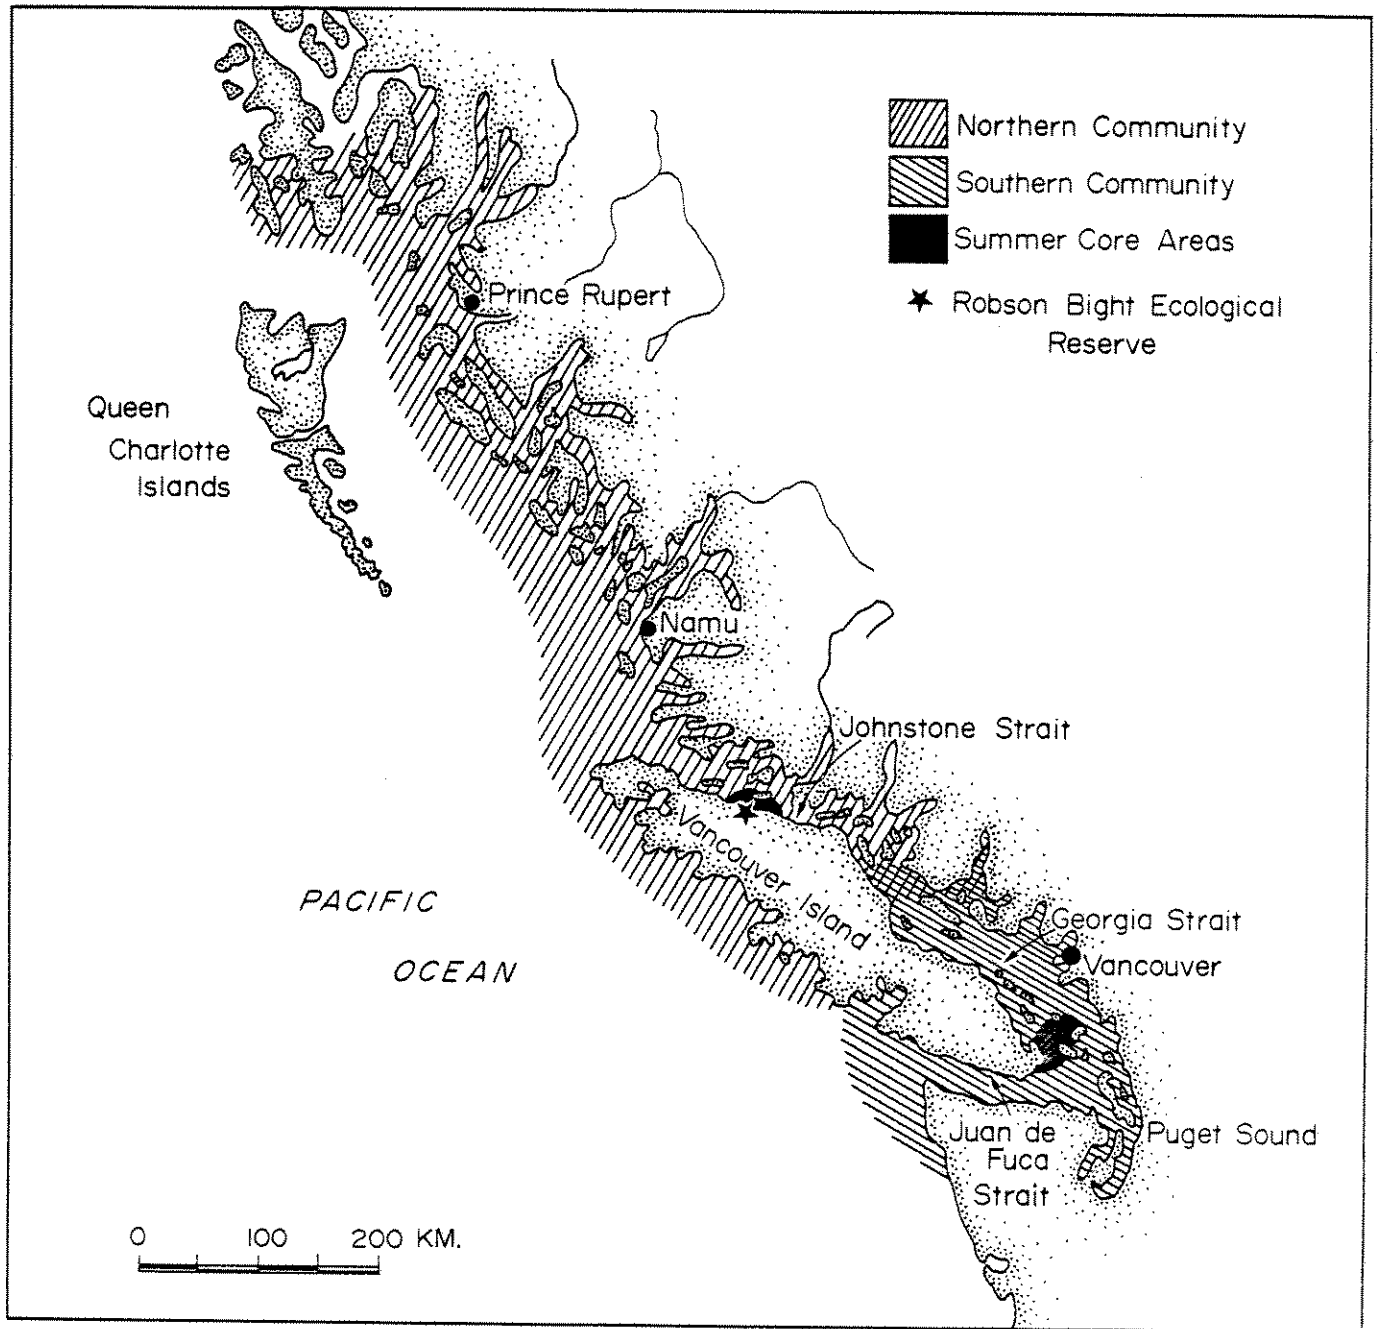 Northern Community
Southern Community
Summer Core Areas
Robson Bight Ecological
Reserve
Prince Rupert
Queen
Charlotte
Islands
Namu
Johnstone Strait
Vancouver Island
PACIFIC
OCEAN
Georgia Strait
Vancouver
Juan de
Fuca
Strait
Puget Sound
0 100 200 KM.